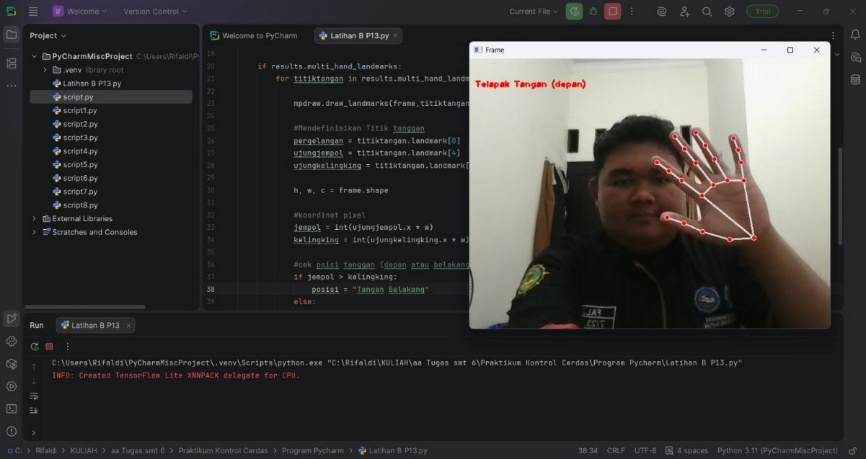 Welcome
Version Control
Current File
Trial
Project
Welcome to PyCharm
Latihan B P13.py
PyCharmMiscProject C:\Users\Rifaldi\P
.venv library root
Latihan B P13.py
script.py
script1.py
script2.py
script3.py
script4.py
script5.py
script6.py
script7.py
script8.py
External Libraries
Scratches and Consoles
19
20 if results.multi_hand_landmarks:
21 for titiktangan in results.multi_hand_landm
22
23 mpdraw.draw_landmarks(frame,titiktangan
24
25 #Mendefinisikan Titik tanggan
26 pergelangan = titiktangan.landmark[0]
27 ujungjempol = titiktangan.landmark[4]
28 ujungkelingking = titiktangan.landmark[
29
30 h, w, c = frame.shape
31
32 #koordinat pixel
33 jempol = int(ujungjempol.x * w)
34 kelingking = int(ujungkelingking.x * w)
35
36 #cek psisi tanggan (depan atau belakang
37 if jempol > kelingking:
38 posisi = "Tangan Belakang"
39 else:
Frame
Telapak Tangan (depan)
Run
Latihan B P13
C:\Users\Rifaldi\PyCharmMiscProject\.venv\Scripts\python.exe "C:\Rifaldi\KULIAH\aa Tugas smt 6\Praktikum Kontrol Cerdas\Program Pycharm\Latihan B P13.py"
INFO: Created TensorFlow Lite XNNPACK delegate for CPU.
C: > Rifaldi > KULIAH > aa Tugas smt 6 > Praktikum Kontrol Cerdas > Program Pycharm > Latihan B P13.py
38:34 CRLF UTF-8 4 spaces Python 3.11 (PyCharmMiscProject)